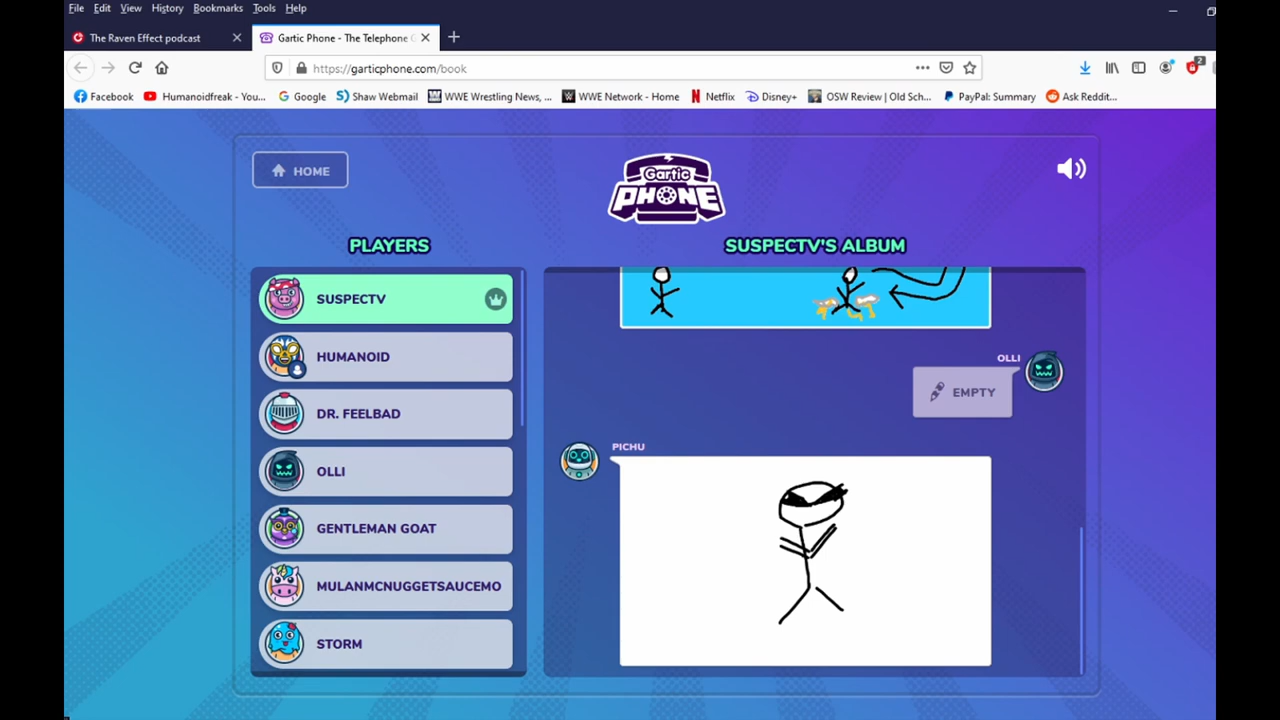 File Edit View History Bookmarks Tools Help
The Raven Effect podcast
Gartic Phone - The Telephone G
https://garticphone.com/book
Facebook Humanoidfreak - You... Google Shaw Webmail WWE Wrestling News, ... WWE Network - Home Netflix Disney+ OSW Review | Old Sch... PayPal: Summary Ask Reddit...
2
HOME
Gartic
PHONE
PLAYERS
SUSPECTV
HUMANOID
DR. FEELBAD
OLLI
GENTLEMAN GOAT
MULANMCNUGGETSAUCEMO
STORM
SUSPECTV'S ALBUM
OLLI
EMPTY
PICHU